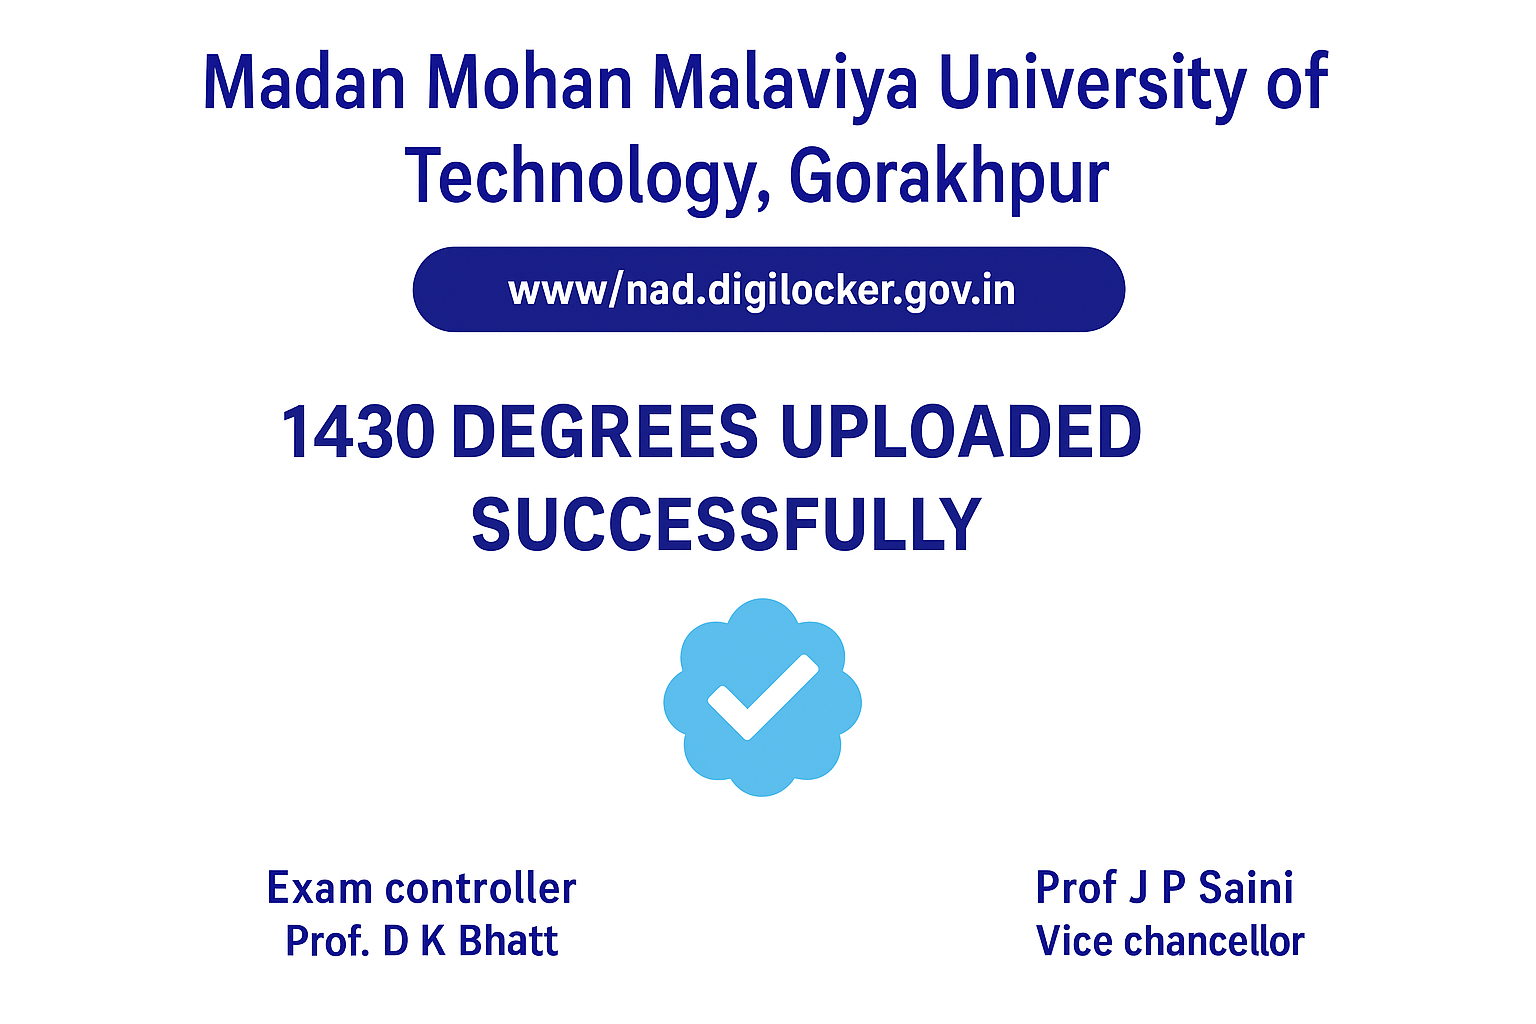 Madan Mohan Malaviya University of
Technology, Gorakhpur
www/nad.digilocker.gov.in
1430 DEGREES UPLOADED
SUCCESSFULLY
Exam controller
Prof. D K Bhatt
Prof J P Saini
Vice chancellor